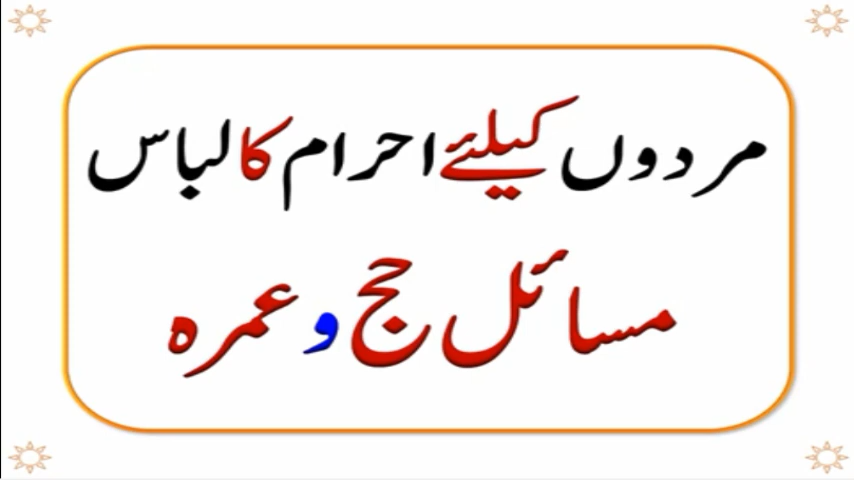 مردوں کیلئے احرام کا لباس
مسائل حج و عمرہ